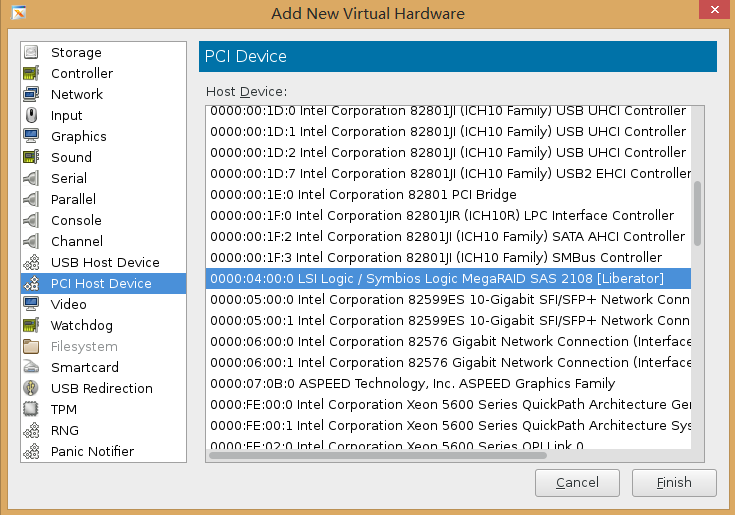 Add New Virtual Hardware
Storage
Controller
Network
Input
Graphics
Sound
Serial
Parallel
Console
Channel
USB Host Device
PCI Host Device
Video
Watchdog
Filesystem
Smartcard
USB Redirection
TPM
RNG
Panic Notifier
PCI Device
Host Device:
0000:00:1D:0 Intel Corporation 82801JI (ICH10 Family) USB UHCI Controller
0000:00:1D:1 Intel Corporation 82801JI (ICH10 Family) USB UHCI Controller
0000:00:1D:2 Intel Corporation 82801JI (ICH10 Family) USB UHCI Controller
0000:00:1D:7 Intel Corporation 82801JI (ICH10 Family) USB2 EHCI Controller
0000:00:1E:0 Intel Corporation 82801 PCI Bridge
0000:00:1F:0 Intel Corporation 82801JIR (ICH10R) LPC Interface Controller
0000:00:1F:2 Intel Corporation 82801JI (ICH10 Family) SATA AHCI Controller
0000:00:1F:3 Intel Corporation 82801JI (ICH10 Family) SMBus Controller
0000:04:00:0 LSI Logic / Symbios Logic MegaRAID SAS 2108 [Liberator]
0000:05:00:0 Intel Corporation 82599ES 10-Gigabit SFI/SFP+ Network Conn
0000:05:00:1 Intel Corporation 82599ES 10-Gigabit SFI/SFP+ Network Conn
0000:06:00:0 Intel Corporation 82576 Gigabit Network Connection (Interface
0000:06:00:1 Intel Corporation 82576 Gigabit Network Connection (Interface
0000:07:0B:0 ASPEED Technology, Inc. ASPEED Graphics Family
0000:FE:00:0 Intel Corporation Xeon 5600 Series QuickPath Architecture Gen
0000:FE:00:1 Intel Corporation Xeon 5600 Series QuickPath Architecture Sys
0000:FE:02:0 Intel Corporation Xeon 5600 Series QPI Link 0
Cancel
Finish